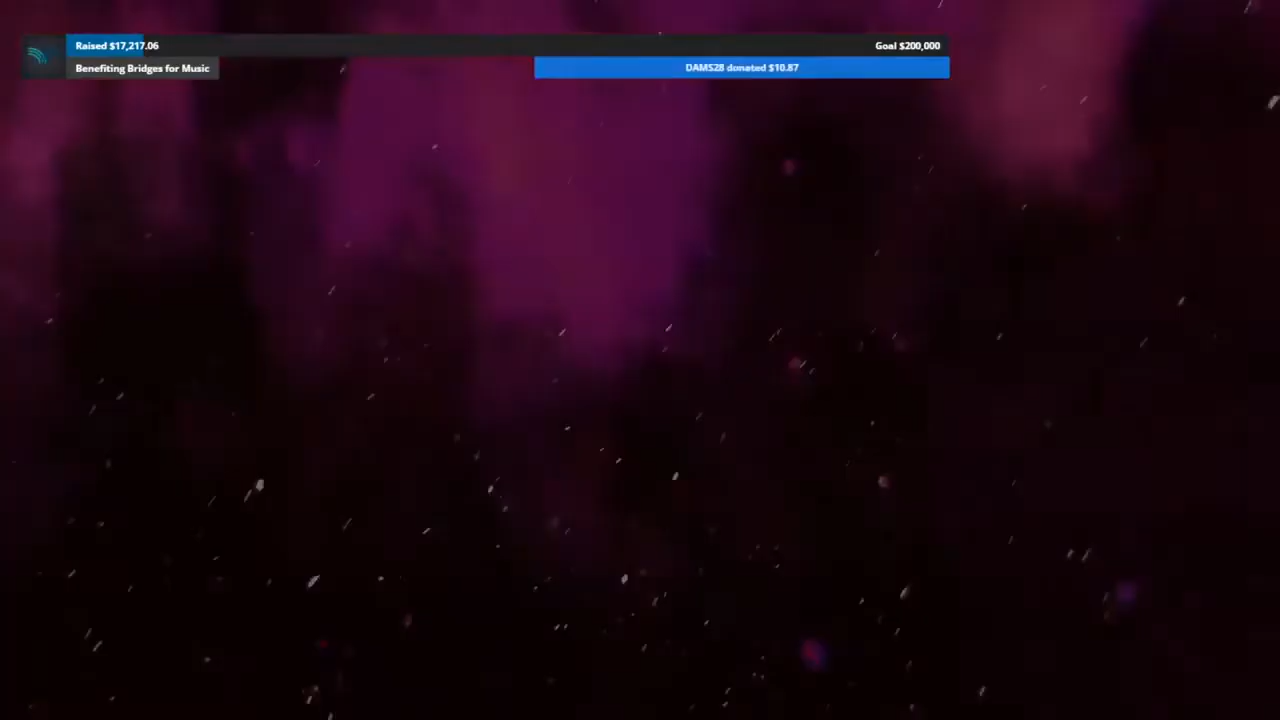 Raised $17,217.06
Goal $200,000
Benefiting Bridges for Music
DAMS28 donated $10.87